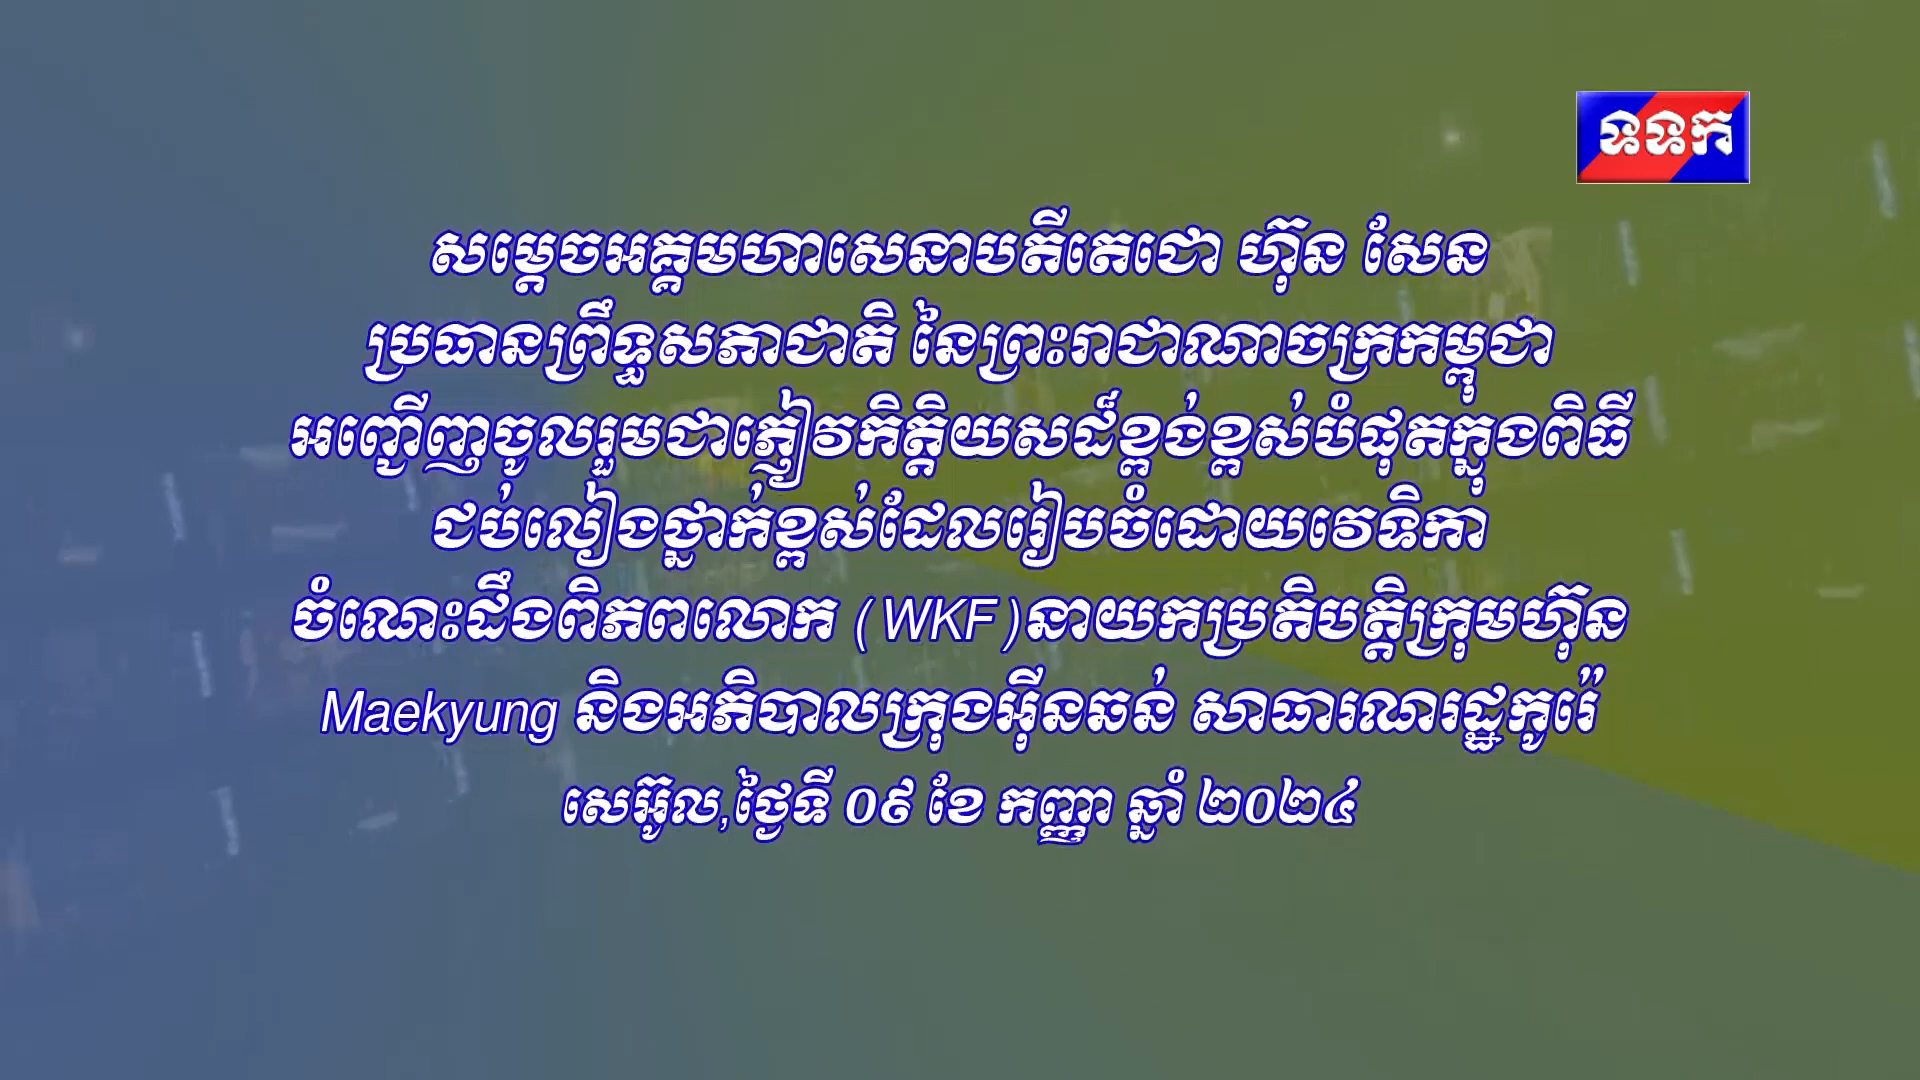 ទទក
សម្តេចអគ្គមហាសេនាបតីតេជោ ហ៊ុន សែន
ប្រធានព្រឹទ្ធសភាជាតិ នៃព្រះរាជាណាចក្រកម្ពុជា
អញ្ជើញចូលរួមជាភ្ញៀវកិត្តិយសដ៏ខ្ពង់ខ្ពស់បំផុតក្នុងពិធី
ជប់លៀងថ្នាក់ខ្ពស់ដែលរៀបចំដោយវេទិកា
ចំណេះដឹងពិភពលោក (WKF)នាយកប្រតិបត្តិក្រុមហ៊ុន
Maekyung និងអភិបាលក្រុងអ៊ីនឆន់ សាធារណរដ្ឋកូរ៉េ
សេអ៊ូល,ថ្ងៃទី ០៩ ខែ កញ្ញា ឆ្នាំ ២០២៤